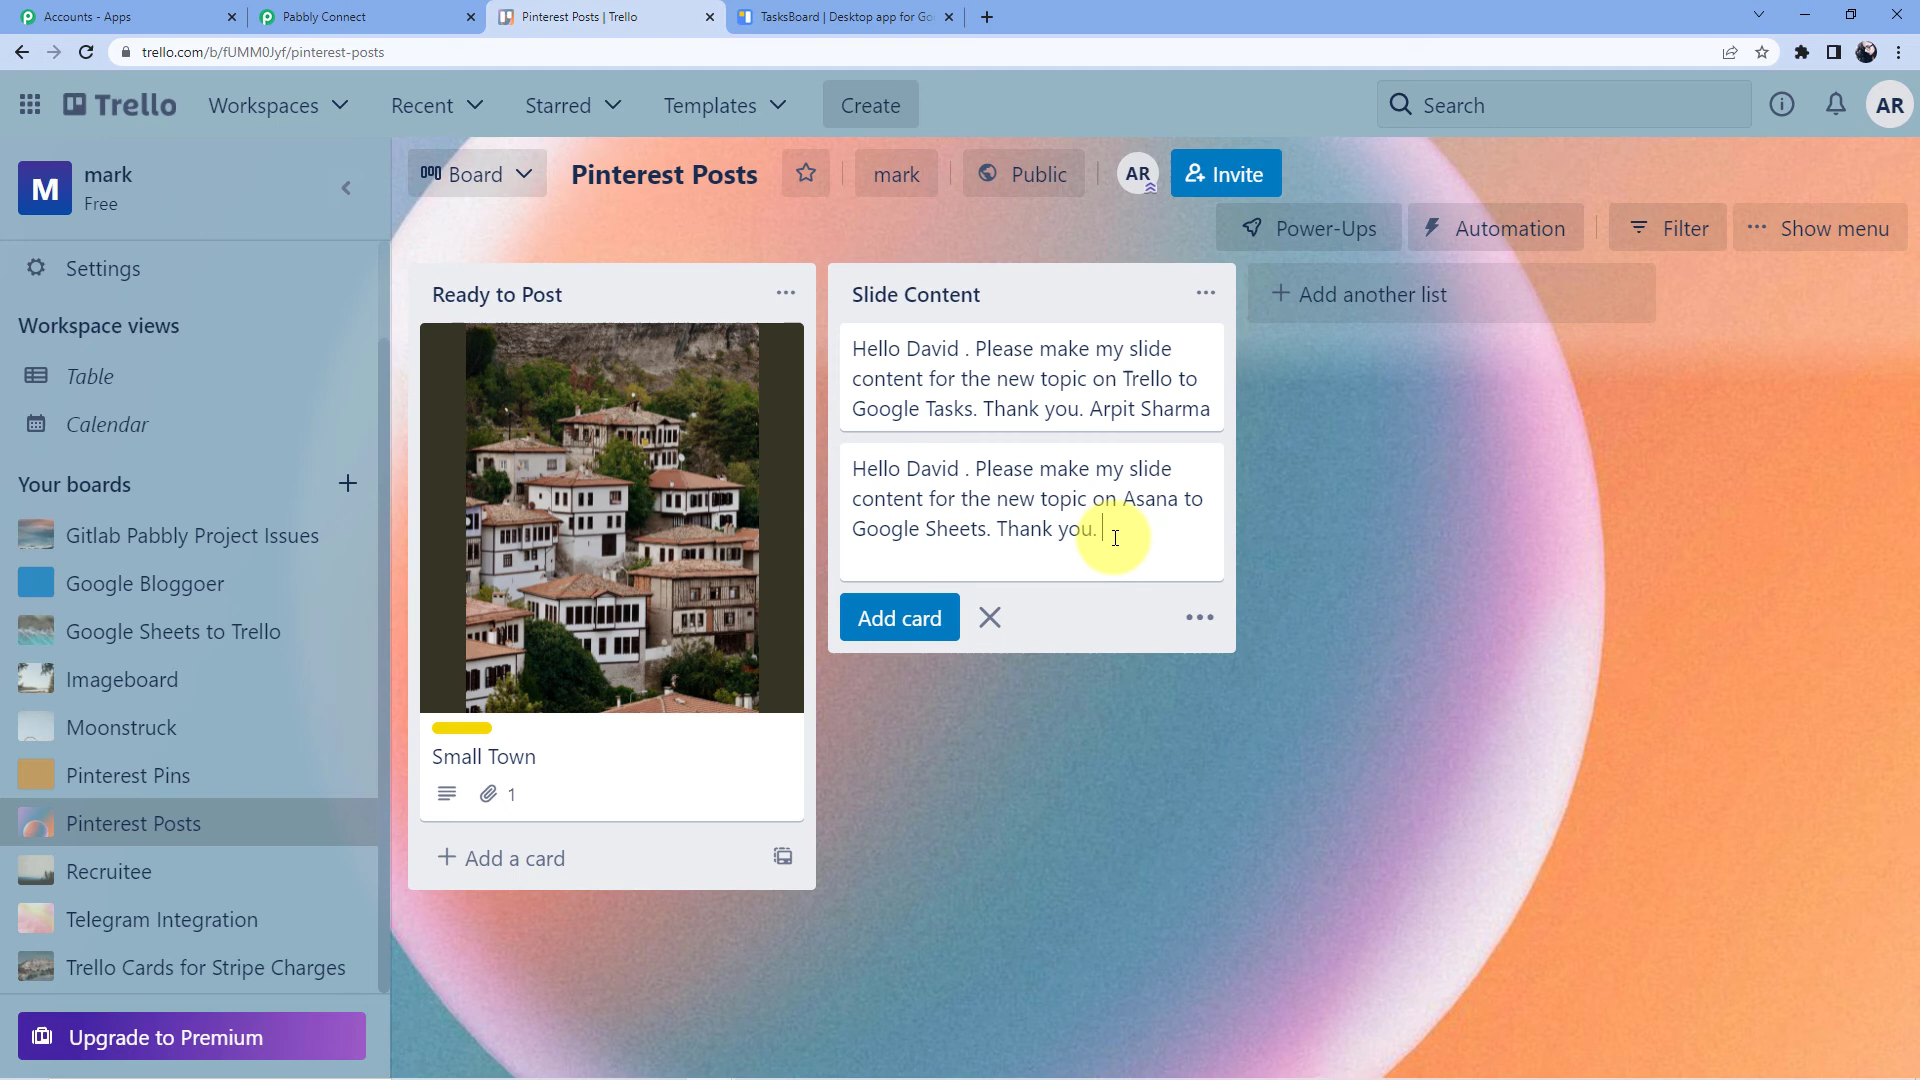 Accounts - Apps
Pabbly Connect
Pinterest Posts | Trello
TasksBoard | Desktop app for Go
trello.com/b/fUMM0Jyf/pinterest-posts
Trello
Workspaces
Recent
Starred
Templates
Create
Search
AR
M
mark
Free
Board
Pinterest Posts
mark
Public
AR
Invite
Power-Ups
Automation
Filter
Show menu
Settings
Workspace views
Table
Calendar
Your boards
Gitlab Pabbly Project Issues
Google Bloggoer
Google Sheets to Trello
Imageboard
Moonstruck
Pinterest Pins
Pinterest Posts
Recruitee
Telegram Integration
Trello Cards for Stripe Charges
Upgrade to Premium
Ready to Post
Small Town
1
Add a card
Slide Content
Hello David . Please make my slide
content for the new topic on Trello to
Google Tasks. Thank you. Arpit Sharma
Hello David . Please make my slide
content for the new topic on Asana to
Google Sheets. Thank you.
Add card
Add another list